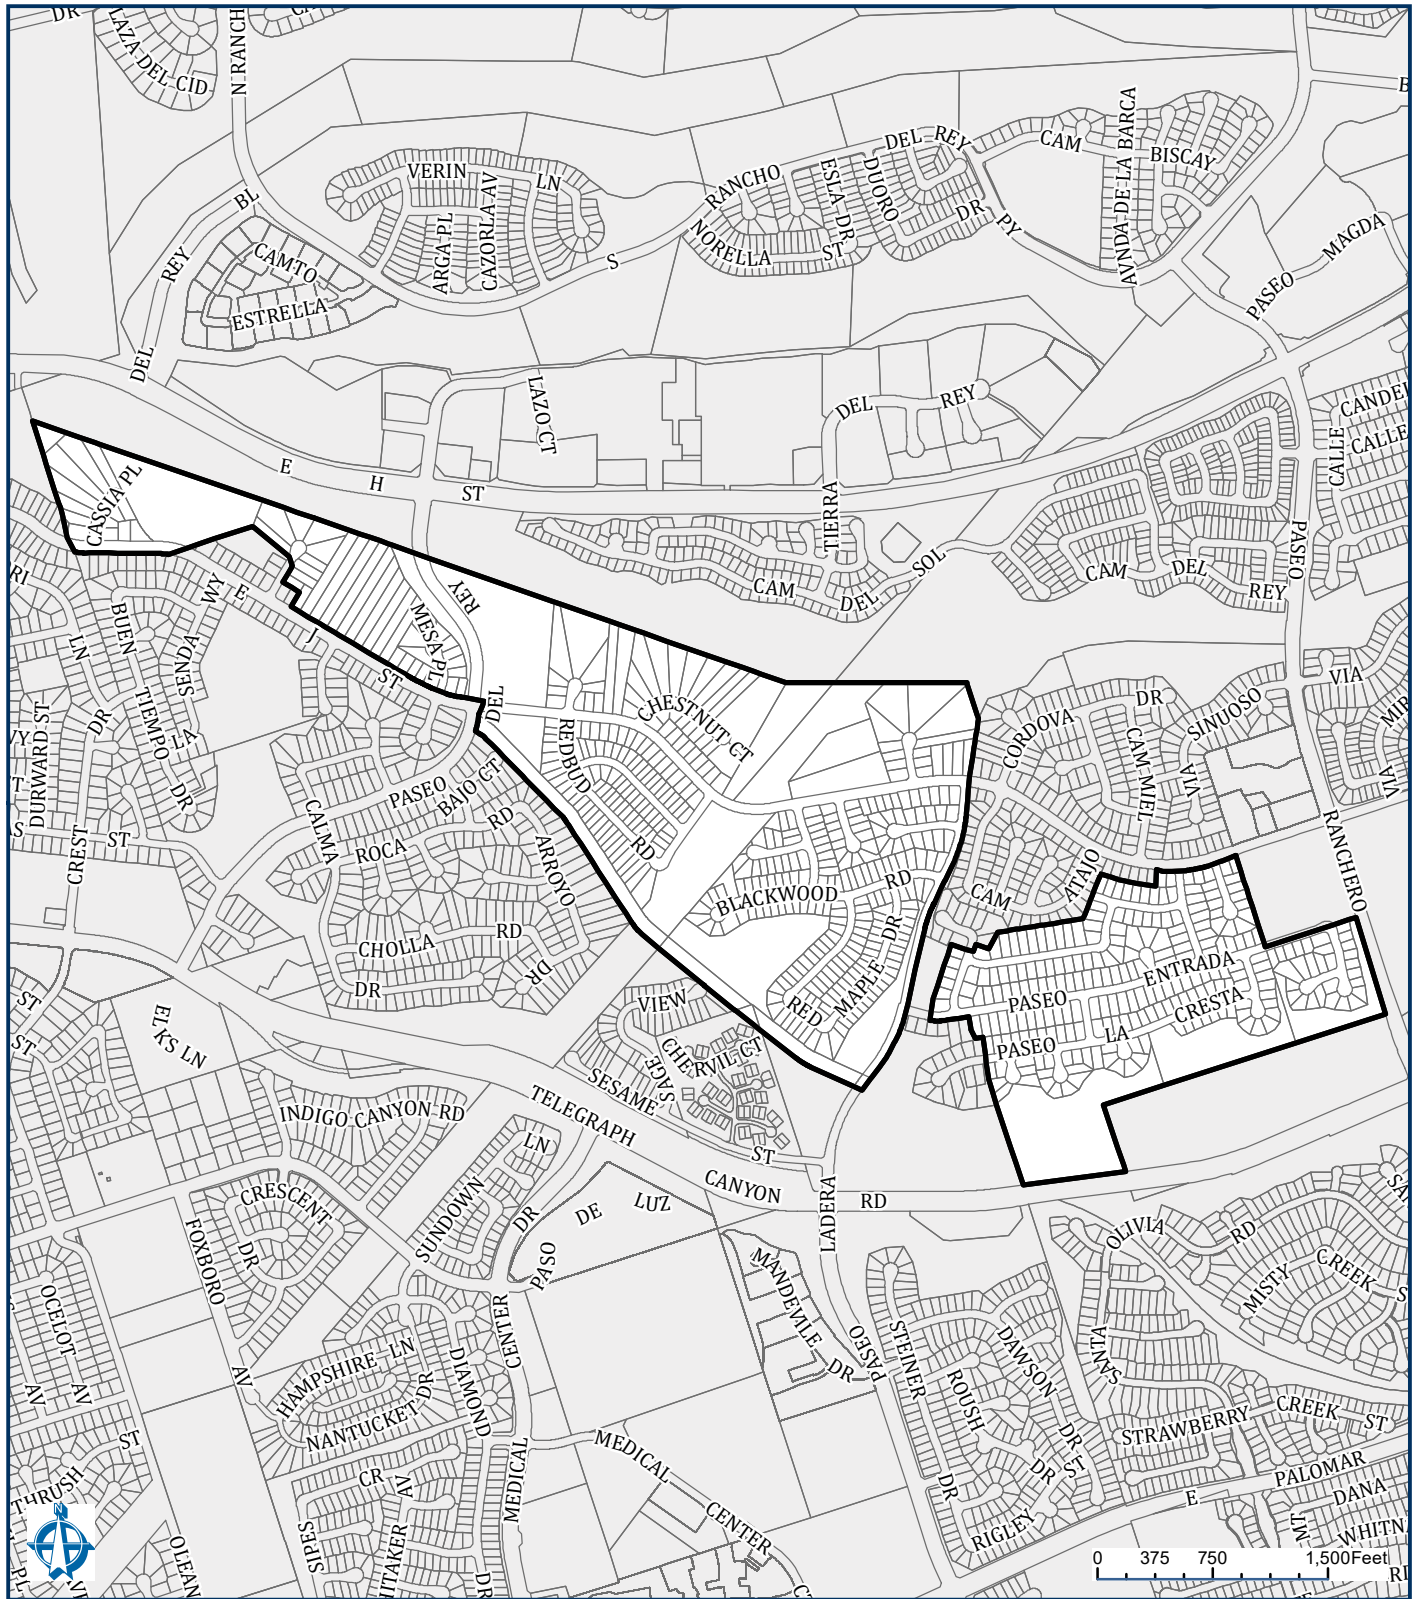 DR
LAZA DEL CID
N RANCH
DEL REY BL
CAMTO
ESTRELLA
VERIN
LN
ARGA PL
CAZORLA AV
S
RANCHO
DEL REY
PY
NORELLA
ST
ESLA DR
DUORO
DR
CAM
BISCAY
AVNDA DE LA BARCA
PASEO
MAGDA
CALLE
CANDE
CALLE
LAZO CT
DEL
REY
TIERRA
E
H
ST
CASSIA PL
CAM
DEL
SOL
CAM
DEL
REY
PASEO
RANCHERO
VIA
VIA
REY
DEL
MESA PL
E
J
ST
BUEN
TIEMPO
DR
SENDA
WY
LA
LN
DR
DURWARD ST
CREST
ST
REDBUD
RD
CHESTNUT CT
CORDOVA
DR
CAM MIEL
VIA
SINUOSO
PASEO
BAJO CT
CALMA
DR
ROCA
RD
ARROYO
DR
CHOLLA
RD
BLACKWOOD
RD
RED
MAPLE
DR
CAM
ATAJO
PASEO
ENTRADA
PASEO
LA
CRESTA
ELKS LN
ST
ST
VIEW
SAGE
CHERVIL CT
SESAME
ST
TELEGRAPH
CANYON
RD
INDIGO CANYON RD
CRESCENT
DR
SUNDOWN
LN
PASO
DE
LUZ
FOXBORO
AV
MEDICAL
CENTER
DR
LADERA
PASEO
MANDEVILLE
DR
OLIVIA
RD
MISTY
CREEK
SANTA
OCELOT
AV
AV
HAMPSHIRE LN
NANTUCKET DR
DIAMOND
DR
STEINER
DR
ROUSH
DR
DAWSON
DR
ST
STRAWBERRY
CREEK
ST
THRUSH
ST
CR
AV
SIPES
MEDICAL
CENTER
RIGLEY
E
PALOMAR
DANA
MT
N
0 375 750 1,500Feet